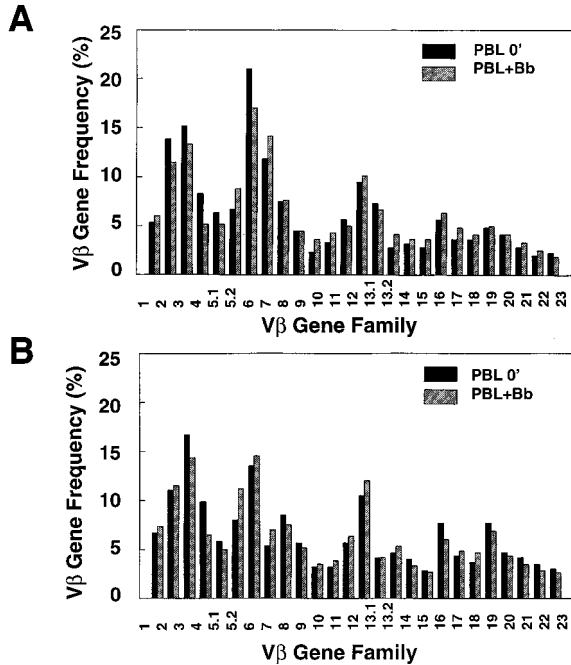 A
Vβ Gene Frequency (%)
25
20
15
10
5
0
PBL 0'
PBL+Bb
1 2 3 4 5.1 5.2 6 7 8 9 10 11 12 13.1 13.2 14 15 16 17 18 19 20 21 22 23
Vβ Gene Family
B
Vβ Gene Frequency (%)
25
20
15
10
5
0
PBL 0'
PBL+Bb
1 2 3 4 5.1 5.2 6 7 8 9 10 11 12 13.1 13.2 14 15 16 17 18 19 20 21 22 23
Vβ Gene Family